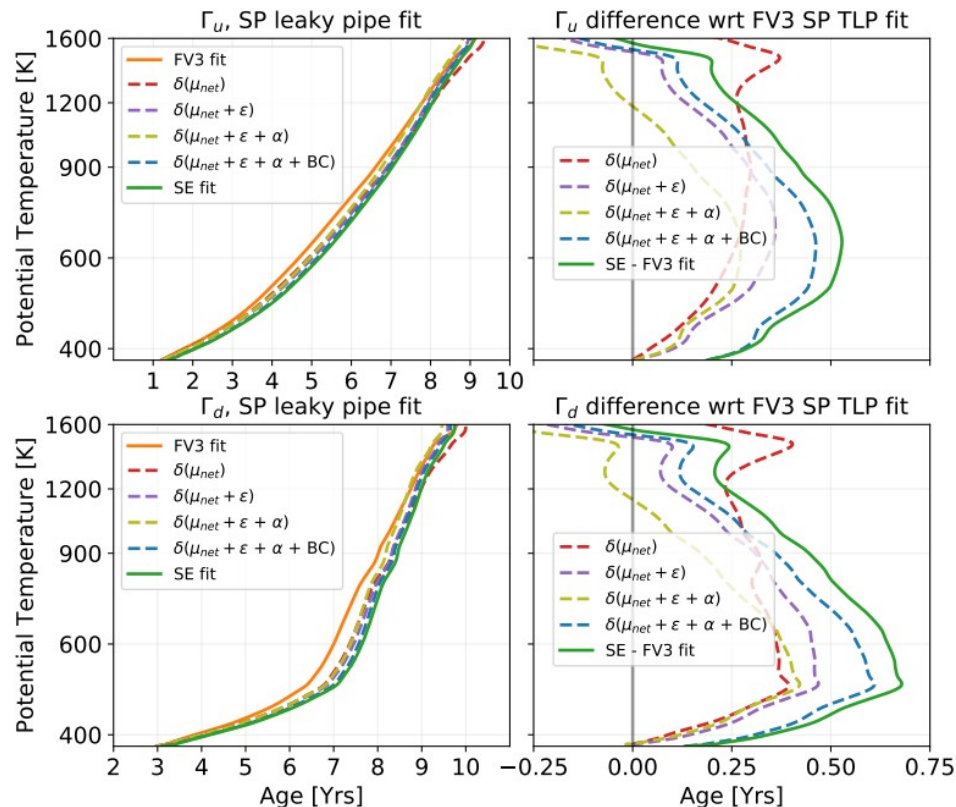 Γᵤ, SP leaky pipe fit
Potential Temperature [K]
1600
1200
900
600
400
FV3 fit
δ(μₙₑₜ)
δ(μₙₑₜ + ε)
δ(μₙₑₜ + ε + α)
δ(μₙₑₜ + ε + α + BC)
SE fit
1 2 3 4 5 6 7 8 9 10
Γᵤ difference wrt FV3 SP TLP fit
δ(μₙₑₜ)
δ(μₙₑₜ + ε)
δ(μₙₑₜ + ε + α)
δ(μₙₑₜ + ε + α + BC)
SE - FV3 fit
Γ_d, SP leaky pipe fit
Potential Temperature [K]
1600
1200
900
600
400
FV3 fit
δ(μₙₑₜ)
δ(μₙₑₜ + ε)
δ(μₙₑₜ + ε + α)
δ(μₙₑₜ + ε + α + BC)
SE fit
2 3 4 5 6 7 8 9 10
Age [Yrs]
Γ_d difference wrt FV3 SP TLP fit
δ(μₙₑₜ)
δ(μₙₑₜ + ε)
δ(μₙₑₜ + ε + α)
δ(μₙₑₜ + ε + α + BC)
SE - FV3 fit
−0.25 0.00 0.25 0.50 0.75
Age [Yrs]